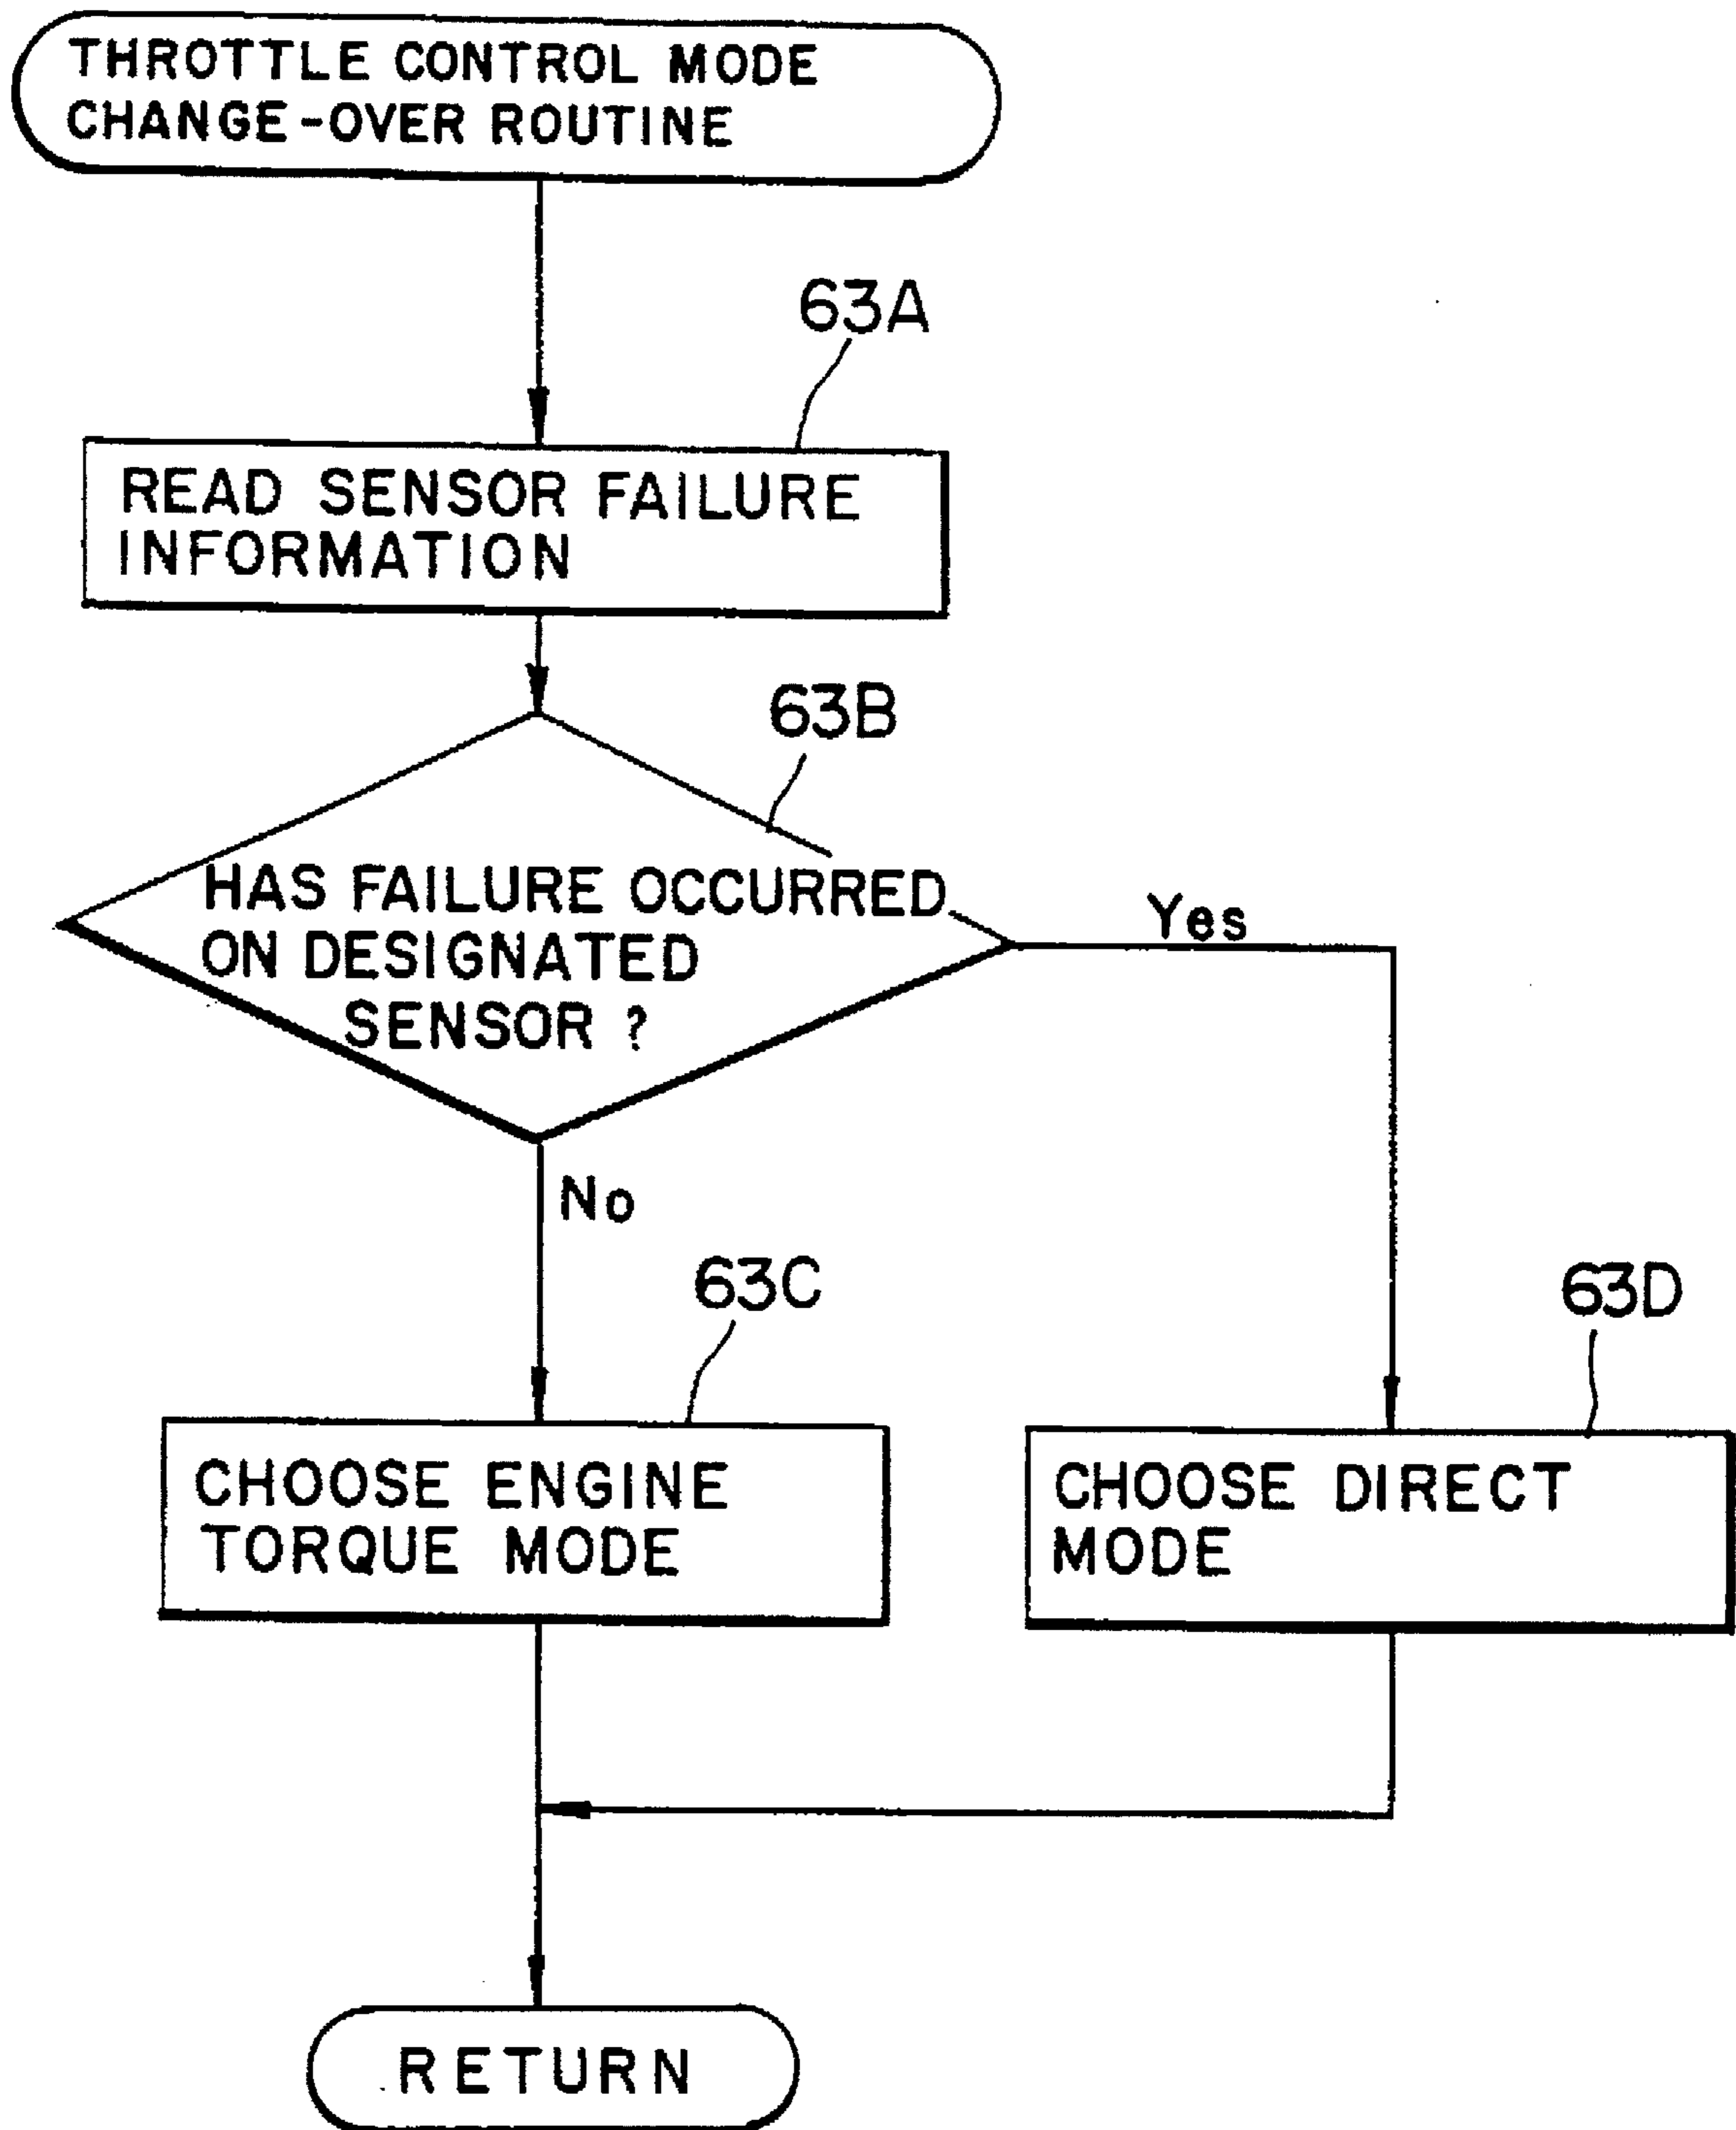 THROTTLE CONTROL MODE
CHANGE-OVER ROUTINE
63A
READ SENSOR FAILURE
INFORMATION
63B
HAS FAILURE OCCURRED
ON DESIGNATED
SENSOR ?
Yes
No
63C
CHOOSE ENGINE
TORQUE MODE
63D
CHOOSE DIRECT
MODE
RETURN